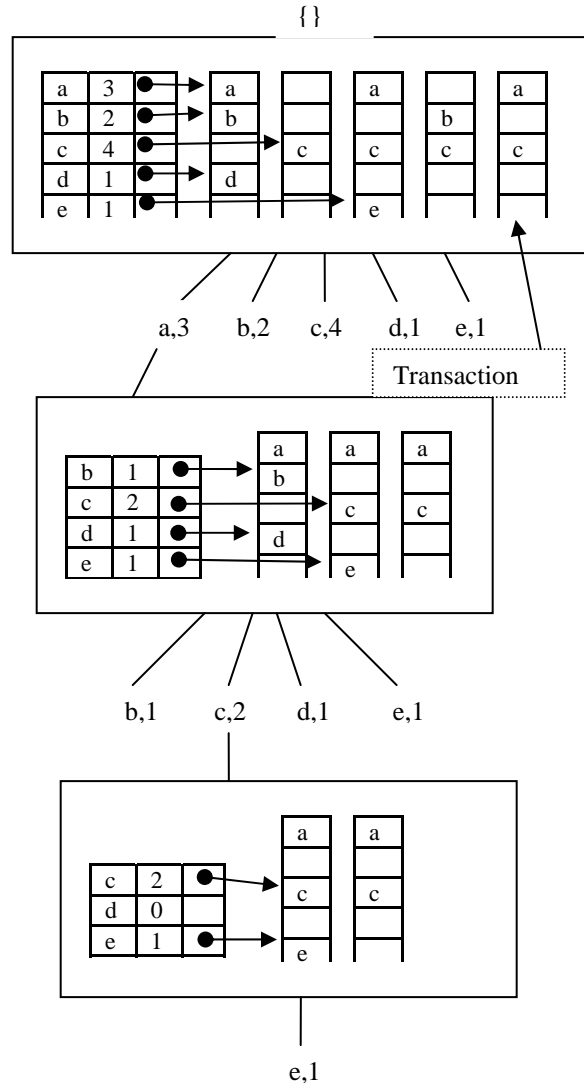 {}
a 3 a a a
b 2 b b
c 4 c c c c
d 1 d
e 1 e
a,3 b,2 c,4 d,1 e,1
Transaction
a a a
b 1 b
c 2 c c
d 1 d
e 1 e
b,1 c,2 d,1 e,1
a a
c 2 c c
d 0
e 1 e
e,1